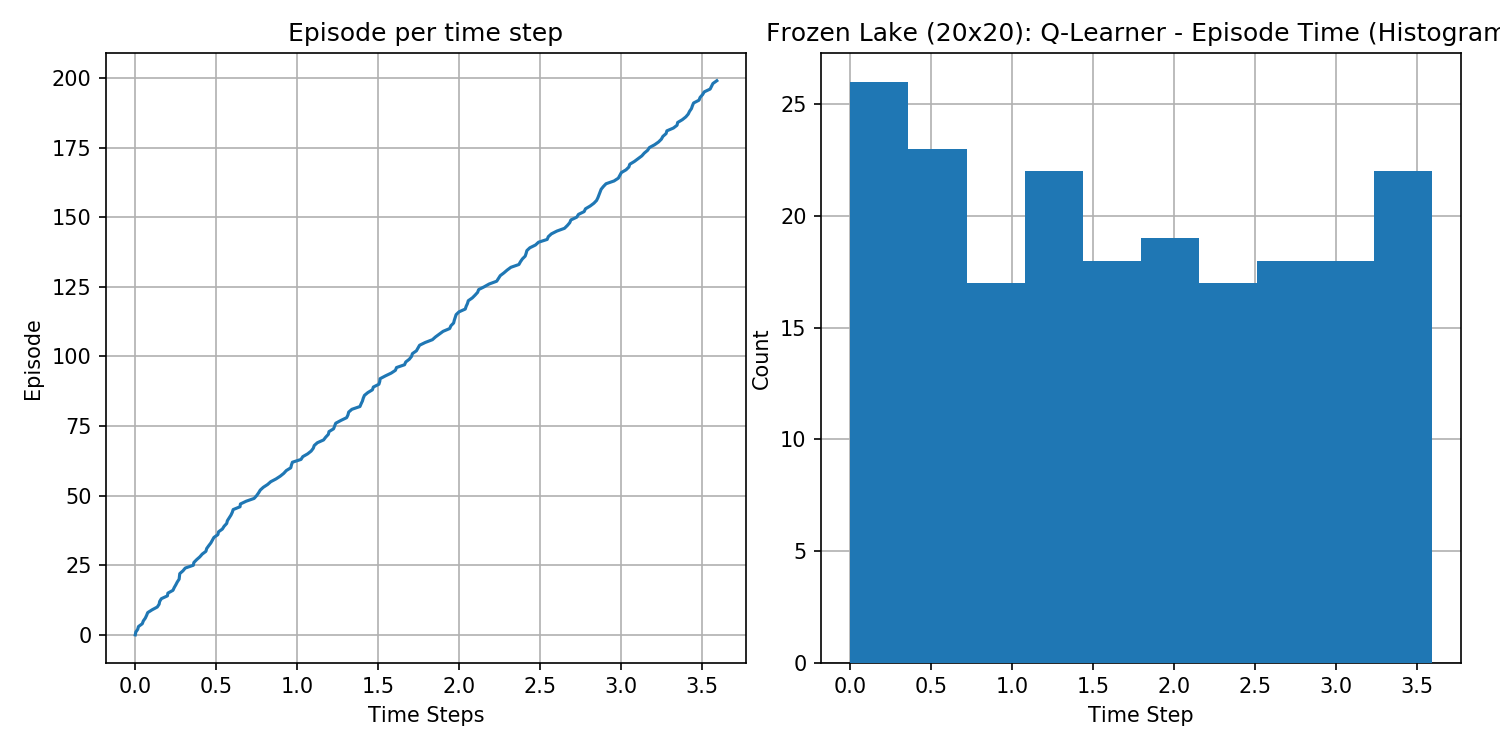 Episode per time step
200
175
150
125
100
75
50
25
0
Episode
0.0 0.5 1.0 1.5 2.0 2.5 3.0 3.5
Time Steps
Frozen Lake (20x20): Q-Learner - Episode Time (Histogram
25
20
15
10
5
0
Count
0.0 0.5 1.0 1.5 2.0 2.5 3.0 3.5
Time Step